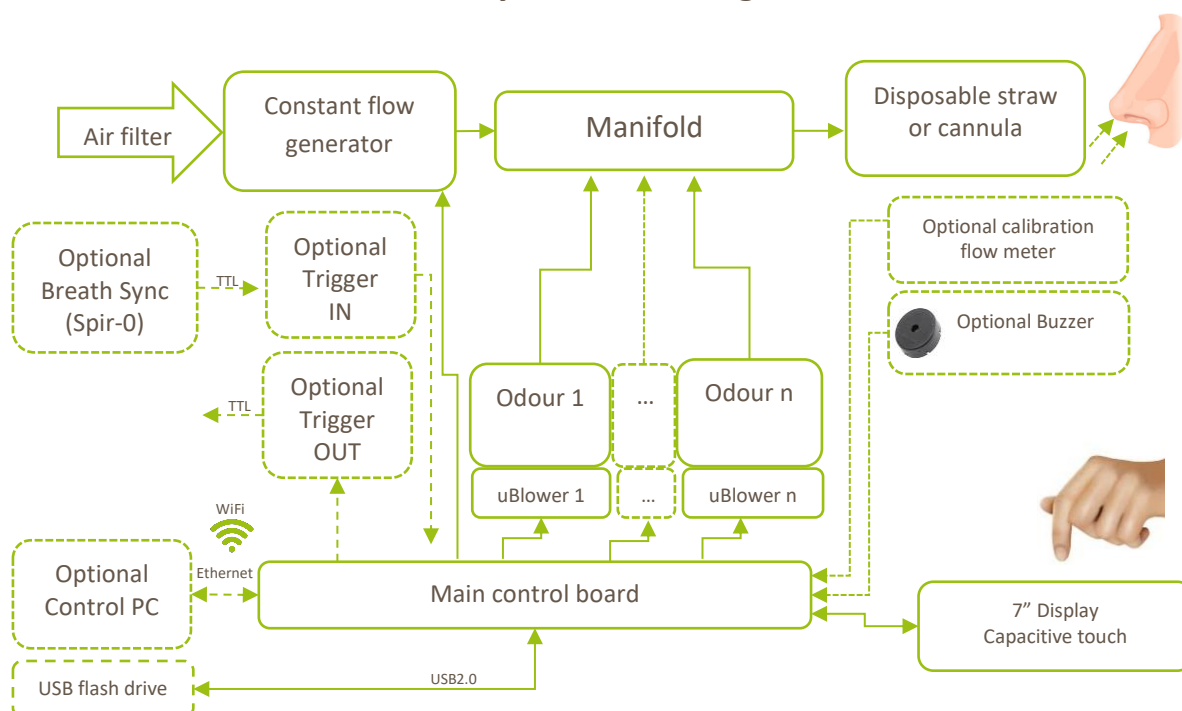 Constant flow
generator
Air filter
Manifold
Disposable straw
or cannula
Optional
Breath Sync
(Spir-0)
TTL
Optional
Trigger
IN
Optional calibration
flow meter
Optional Buzzer
Optional
Trigger
OUT
TTL
Odour 1
...
Odour n
uBlower 1
...
uBlower n
WiFi
Ethernet
Optional
Control PC
Main control board
7” Display
Capacitive touch
USB flash drive
USB2.0